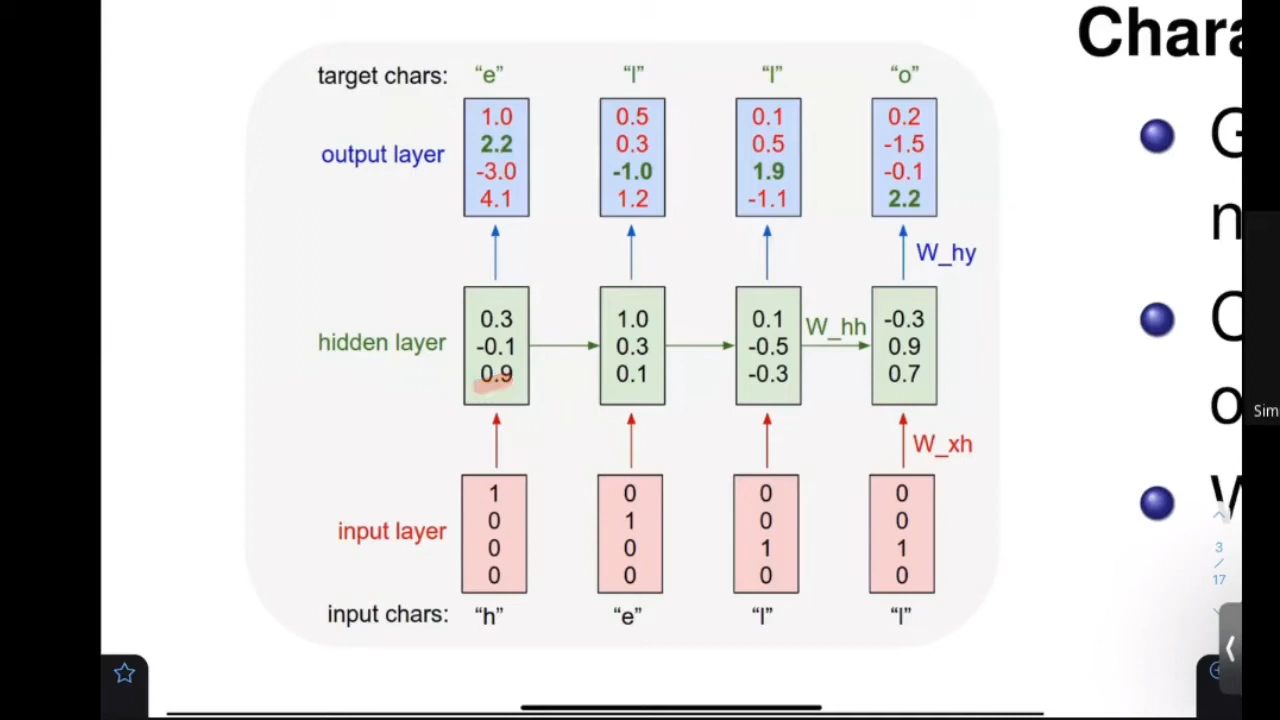 Chara
target chars: “e” “l” “l” “o”
output layer
1.0 0.5 0.1 0.2
2.2 0.3 0.5 -1.5
-3.0 -1.0 1.9 -0.1
4.1 1.2 -1.1 2.2
W_hy
hidden layer
0.3 1.0 0.1 -0.3
-0.1 0.3 -0.5 0.9
0.9 0.1 -0.3 0.7
W_hh
W_xh
input layer
1 0 0 0
0 1 0 0
0 0 1 1
0 0 0 0
input chars: “h” “e” “l” “l”
G
n
C
o
W
Sim
3
/
17